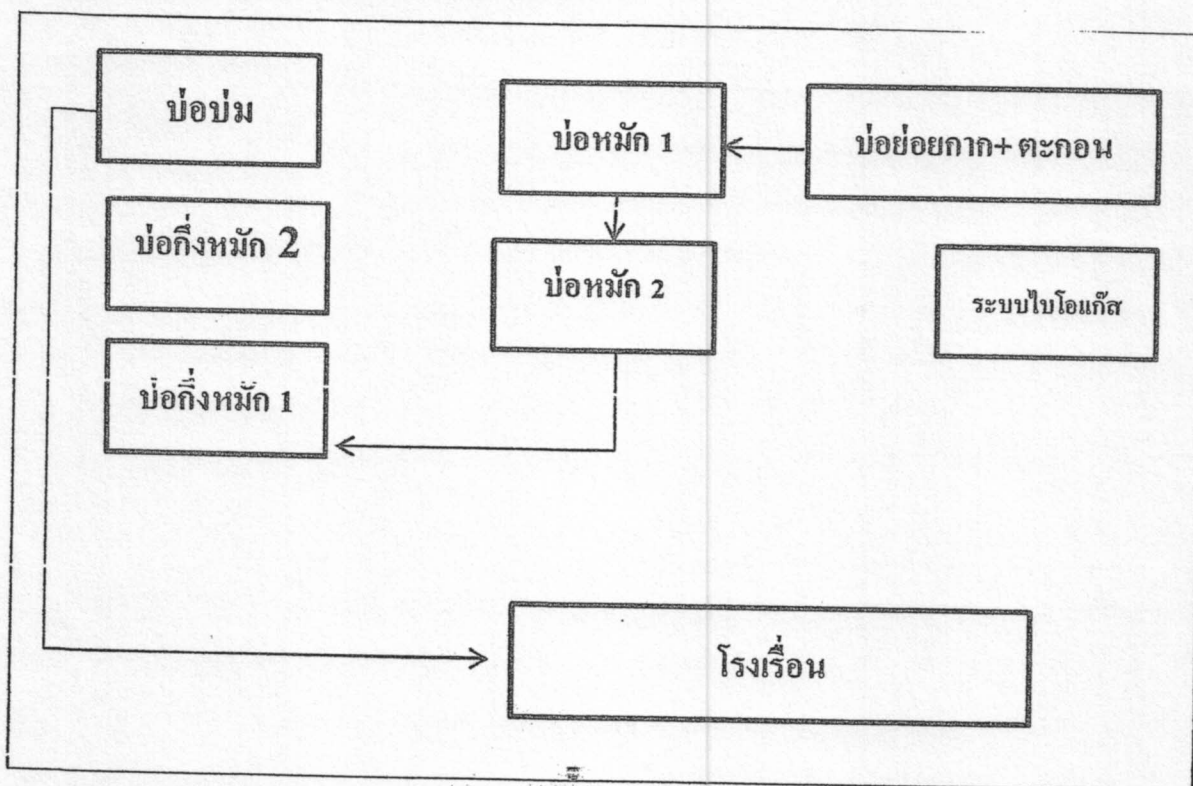 บ่อบ่ม
บ่อหมัก 1
บ่อย่อยกาก+ ตะกอน
บ่อกึ่งหมัก 2
บ่อหมัก 2
ระบบไบโอแก๊ส
บ่อกึ่งหมัก 1
โรงเรือน